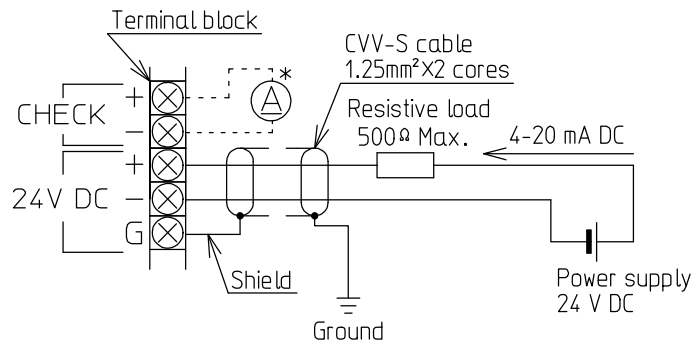 Terminal block
CVV-S cable
1.25mm²X2 cores
*
+
A
CHECK
−
Resistive load
500Ω Max.
4-20 mA DC
+
24V DC
−
G
Shield
Power supply
24 V DC
Ground